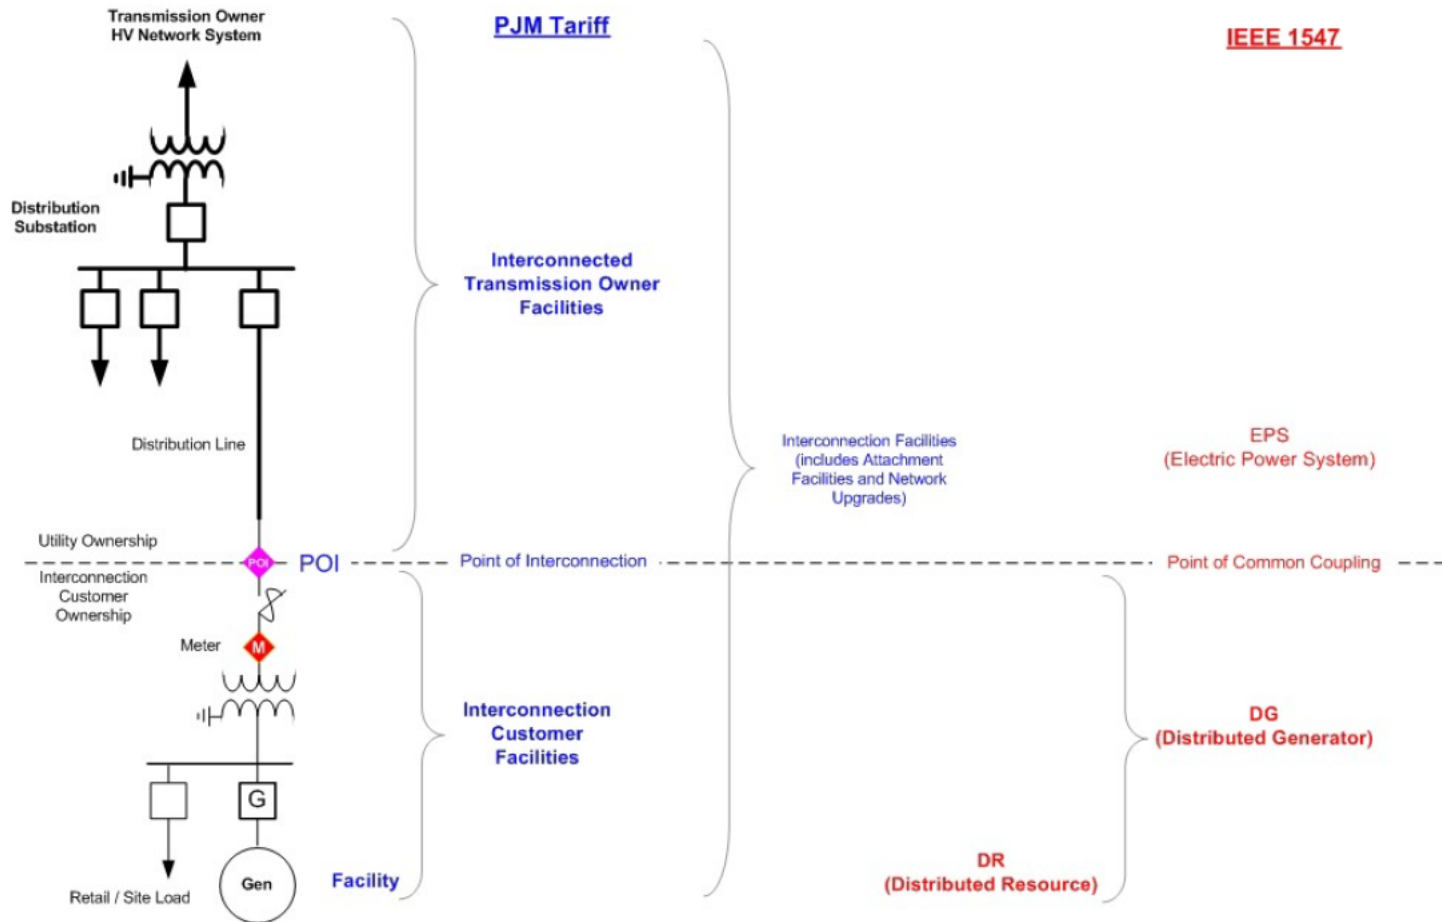 Transmission Owner
HV Network System
PJM Tariff
IEEE 1547
Distribution
Substation
Interconnected
Transmission Owner
Facilities
Distribution Line
Interconnection Facilities
(includes Attachment
Facilities and Network
Upgrades)
EPS
(Electric Power System)
Utility Ownership
POI
POI
Point of Interconnection
Point of Common Coupling
Interconnection
Customer
Ownership
Meter
M
Interconnection
Customer
Facilities
DG
(Distributed Generator)
G
Gen
Facility
Retail / Site Load
DR
(Distributed Resource)